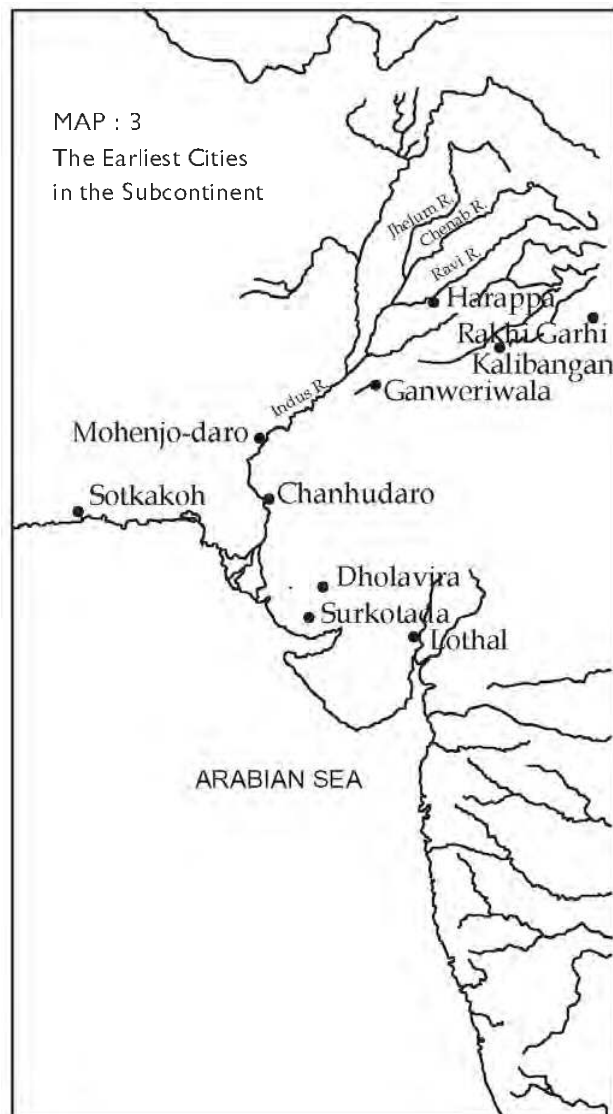 MAP : 3
The Earliest Cities
in the Subcontinent
Jhelum R.
Chenab R.
Ravi R.
Harappa
Rakhi Garhi
Kalibangan
Ganweriwala
Indus R.
Mohenjo-daro
Sotkakoh
Chanhudaro
Dholavira
Surkotada
Lothal
ARABIAN SEA